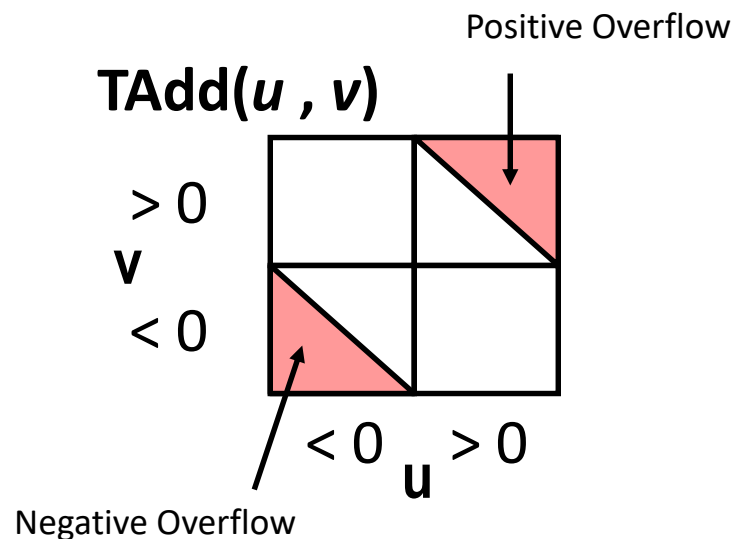 Positive Overflow
TAdd(u , v)
> 0
v
< 0
< 0 > 0
u
Negative Overflow